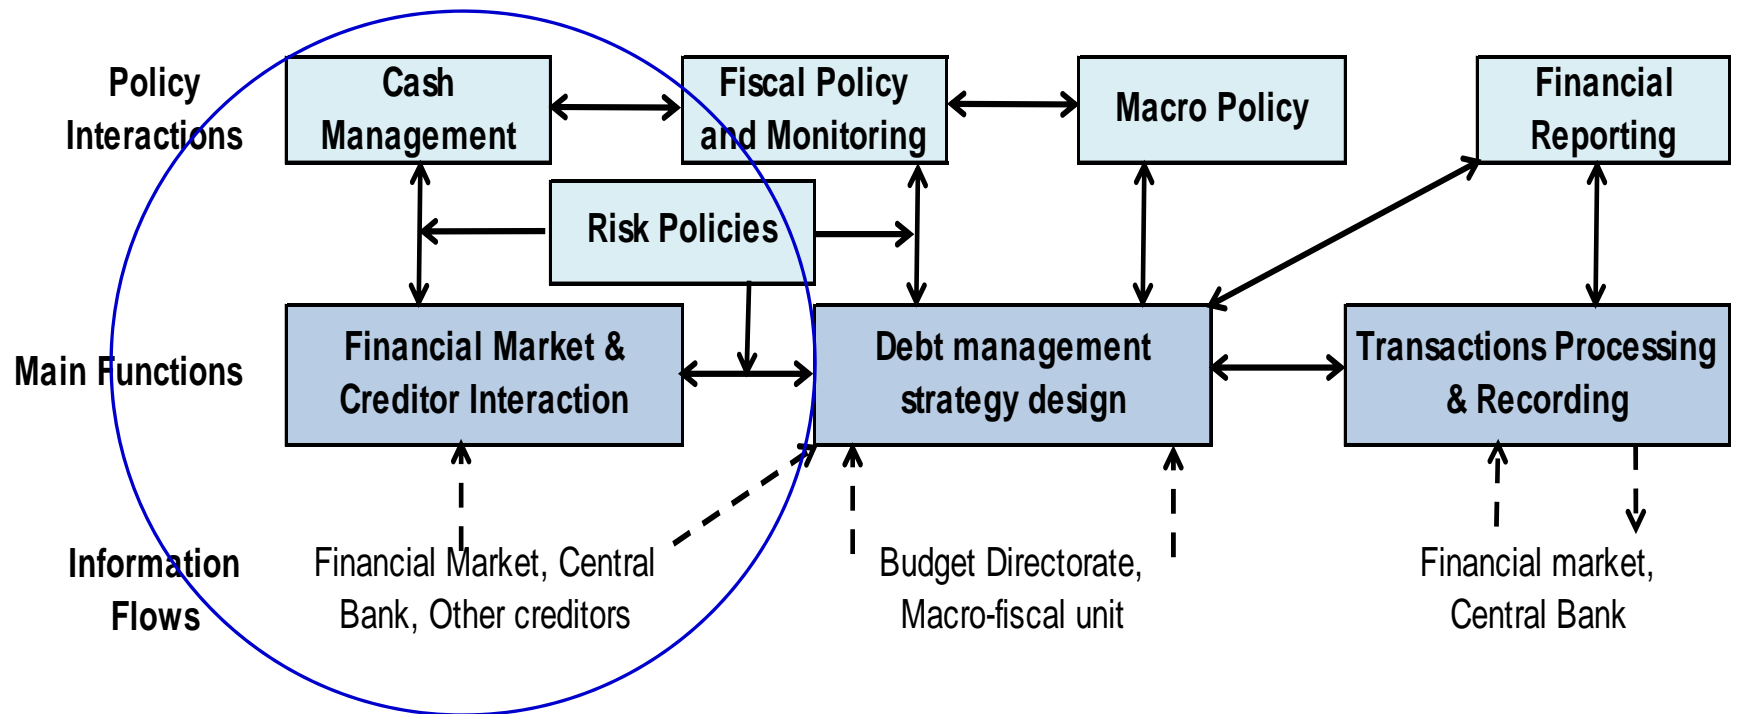 Policy
Interactions
Cash
Management
Fiscal Policy
and Monitoring
Macro Policy
Financial
Reporting
Risk Policies
Main Functions
Financial Market &
Creditor Interaction
Debt management
strategy design
Transactions Processing
& Recording
Information
Flows
Financial Market, Central
Bank, Other creditors
Budget Directorate,
Macro-fiscal unit
Financial market,
Central Bank